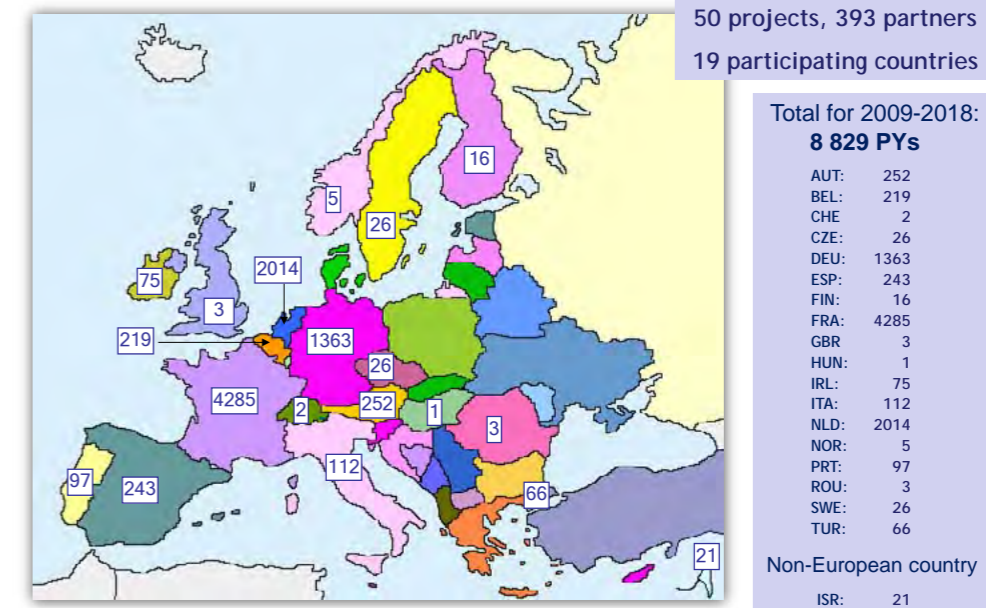 50 projects, 393 partners
19 participating countries
Total for 2009-2018:
8 829 PYs
AUT: 252
BEL: 219
CHE 2
CZE: 26
DEU: 1363
ESP: 243
FIN: 16
FRA: 4285
GBR 3
HUN: 1
IRL: 75
ITA: 112
NLD: 2014
NOR: 5
PRT: 97
ROU: 3
SWE: 26
TUR: 66
Non-European country
ISR: 21
16
5
26
2014
75
3
219
1363
26
4285
2
252
1
3
112
97
243
66
21